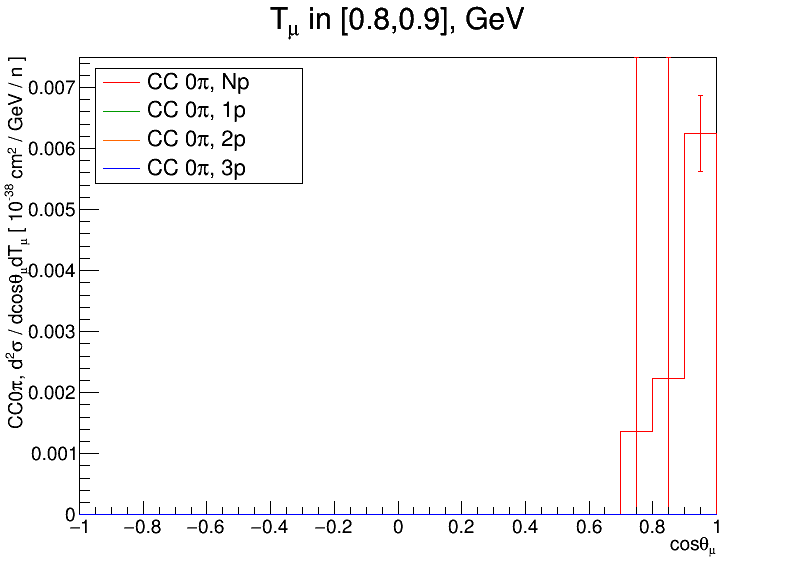 T_μ in [0.8,0.9], GeV
CC0π, d²σ / dcosθ_μdT_μ [ 10⁻³⁸ cm² / GeV / n ]
CC 0π, Np
CC 0π, 1p
CC 0π, 2p
CC 0π, 3p
0.007
0.006
0.005
0.004
0.003
0.002
0.001
0
−1 −0.8 −0.6 −0.4 −0.2 0 0.2 0.4 0.6 0.8 1
cosθ_μ